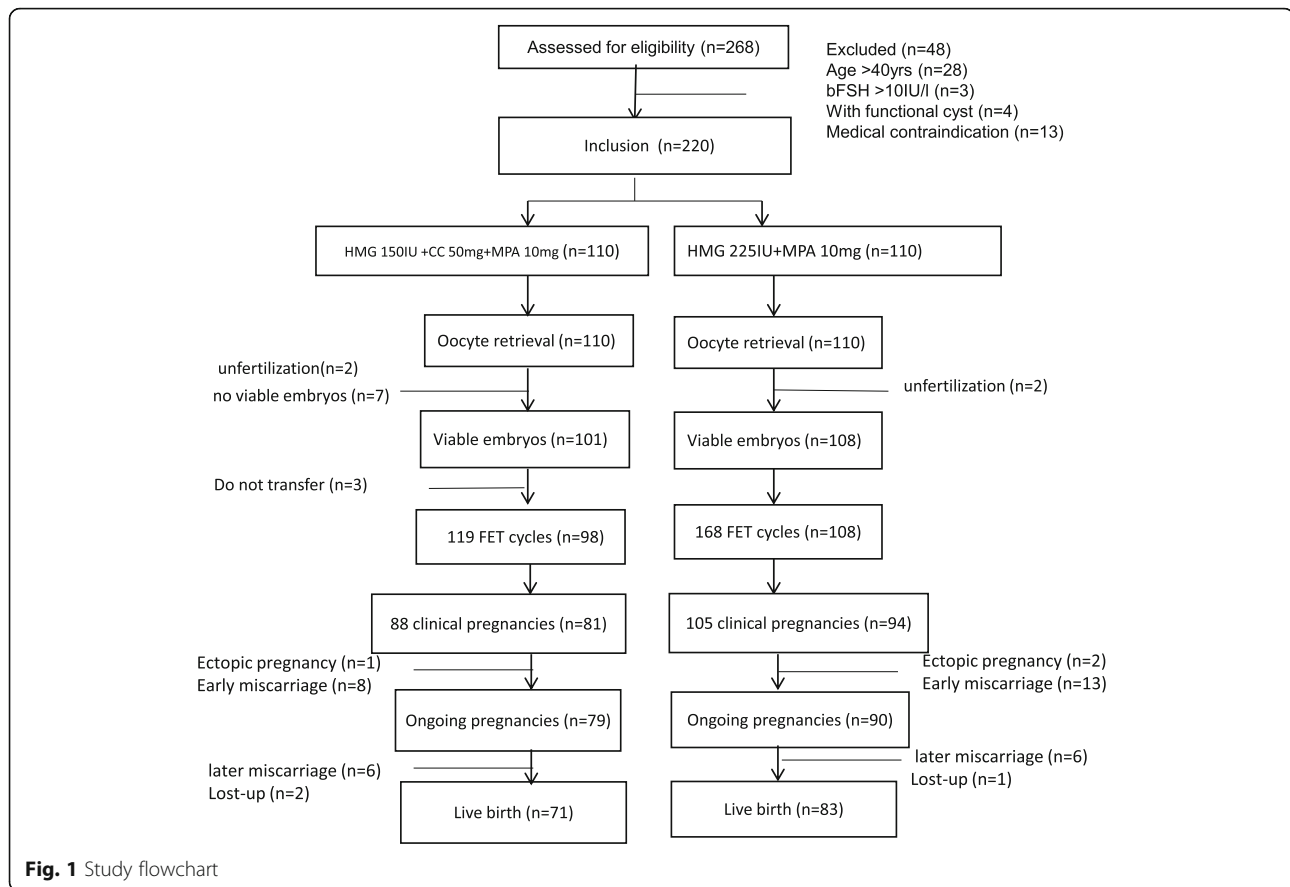 Assessed for eligibility (n=268)
Excluded (n=48)
Age >40yrs (n=28)
bFSH >10IU/l (n=3)
With functional cyst (n=4)
Medical contraindication (n=13)
Inclusion (n=220)
HMG 150IU +CC 50mg+MPA 10mg (n=110)
HMG 225IU+MPA 10mg (n=110)
Oocyte retrieval (n=110)
Oocyte retrieval (n=110)
unfertilization(n=2)
no viable embryos (n=7)
unfertilization (n=2)
Viable embryos (n=101)
Viable embryos (n=108)
Do not transfer (n=3)
119 FET cycles (n=98)
168 FET cycles (n=108)
88 clinical pregnancies (n=81)
105 clinical pregnancies (n=94)
Ectopic pregnancy (n=1)
Early miscarriage (n=8)
Ectopic pregnancy (n=2)
Early miscarriage (n=13)
Ongoing pregnancies (n=79)
Ongoing pregnancies (n=90)
later miscarriage (n=6)
Lost-up (n=2)
later miscarriage (n=6)
Lost-up (n=1)
Live birth (n=71)
Live birth (n=83)
Fig. 1 Study flowchart